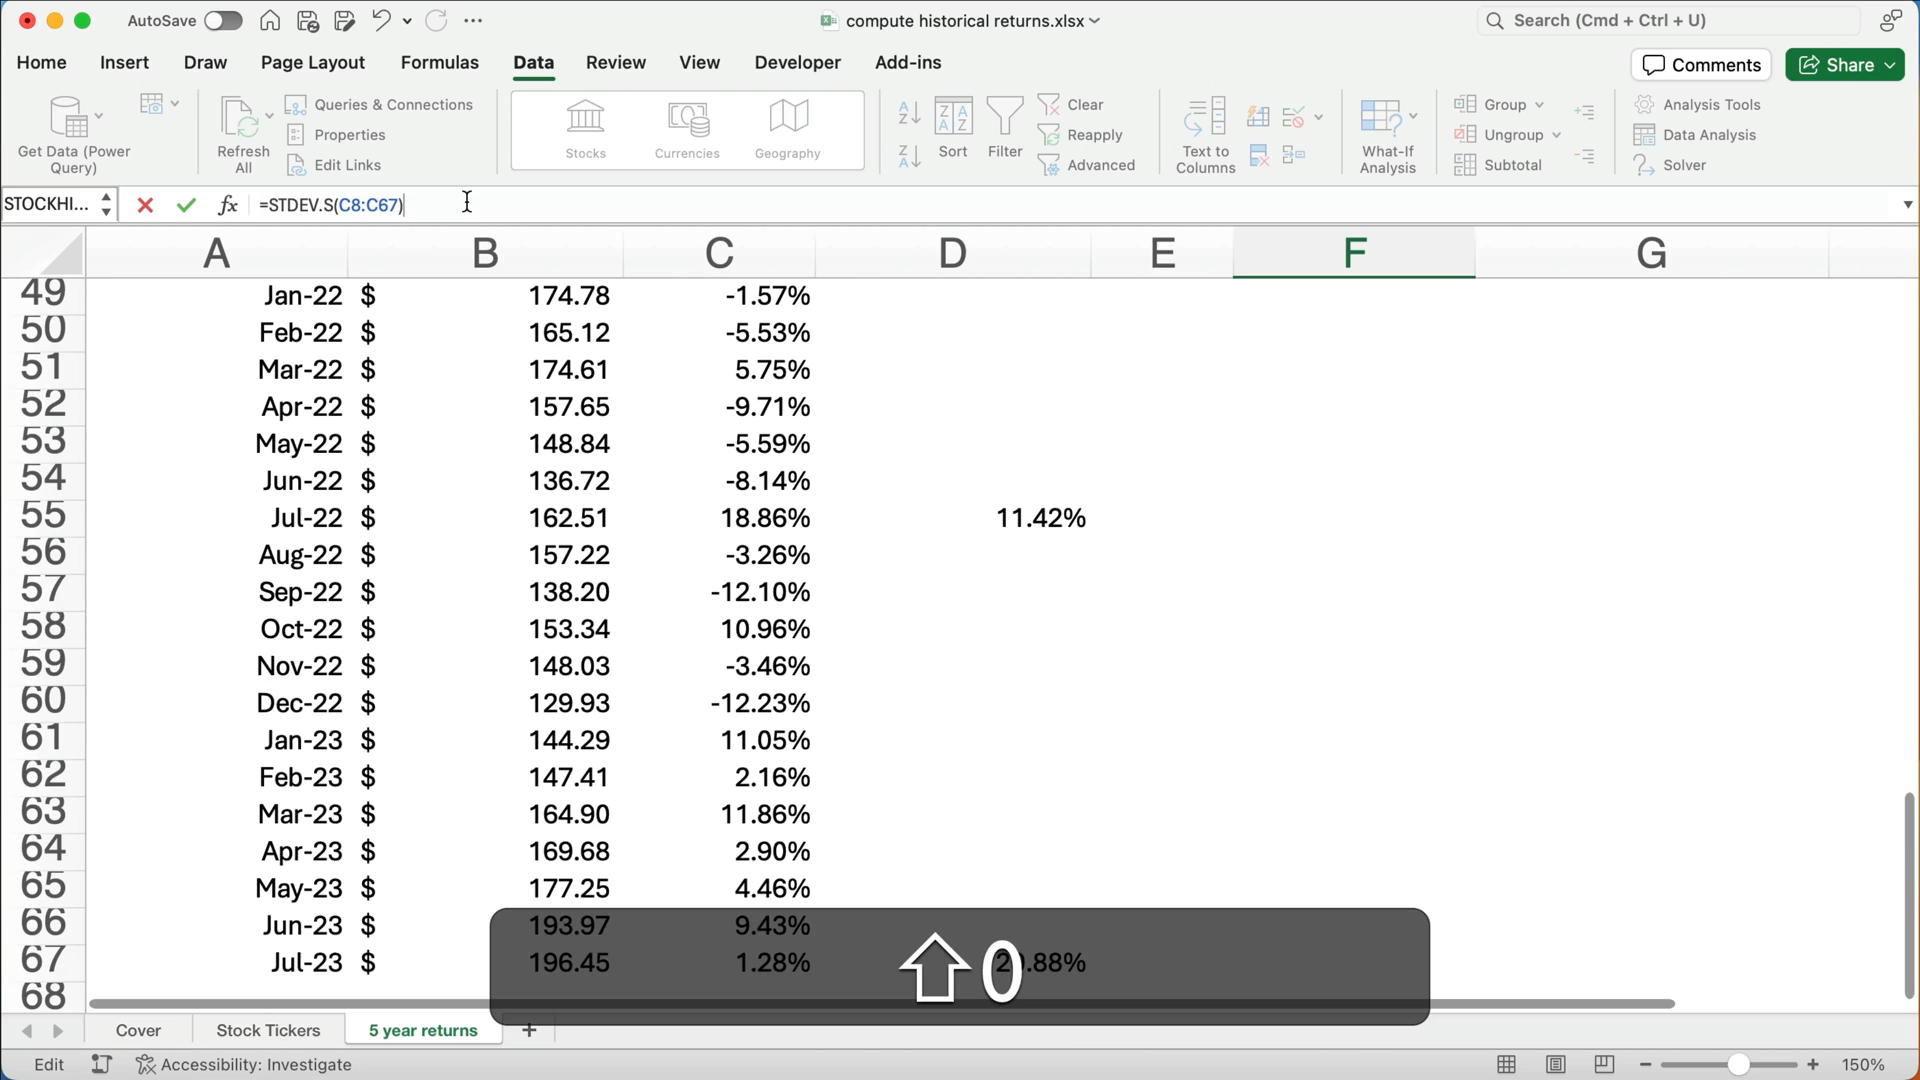 AutoSave
compute historical returns.xlsx
Search (Cmd + Ctrl + U)
Home Insert Draw Page Layout Formulas Data Review View Developer Add-ins
Comments
Share
Get Data (Power Query)
Refresh All
Queries & Connections
Properties
Edit Links
Stocks
Currencies
Geography
Sort
Filter
Clear
Reapply
Advanced
Text to Columns
What-If Analysis
Group
Ungroup
Subtotal
Analysis Tools
Data Analysis
Solver
STOCKHI... fx =STDEV.S(C8:C67)
A B C D E F G
49 Jan-22 $ 174.78 -1.57%
50 Feb-22 $ 165.12 -5.53%
51 Mar-22 $ 174.61 5.75%
52 Apr-22 $ 157.65 -9.71%
53 May-22 $ 148.84 -5.59%
54 Jun-22 $ 136.72 -8.14%
55 Jul-22 $ 162.51 18.86% 11.42%
56 Aug-22 $ 157.22 -3.26%
57 Sep-22 $ 138.20 -12.10%
58 Oct-22 $ 153.34 10.96%
59 Nov-22 $ 148.03 -3.46%
60 Dec-22 $ 129.93 -12.23%
61 Jan-23 $ 144.29 11.05%
62 Feb-23 $ 147.41 2.16%
63 Mar-23 $ 164.90 11.86%
64 Apr-23 $ 169.68 2.90%
65 May-23 $ 177.25 4.46%
66 Jun-23 $ 193.97 9.43%
67 Jul-23 $ 196.45 1.28% .88%
0
68
Cover Stock Tickers 5 year returns
Edit Accessibility: Investigate 150%